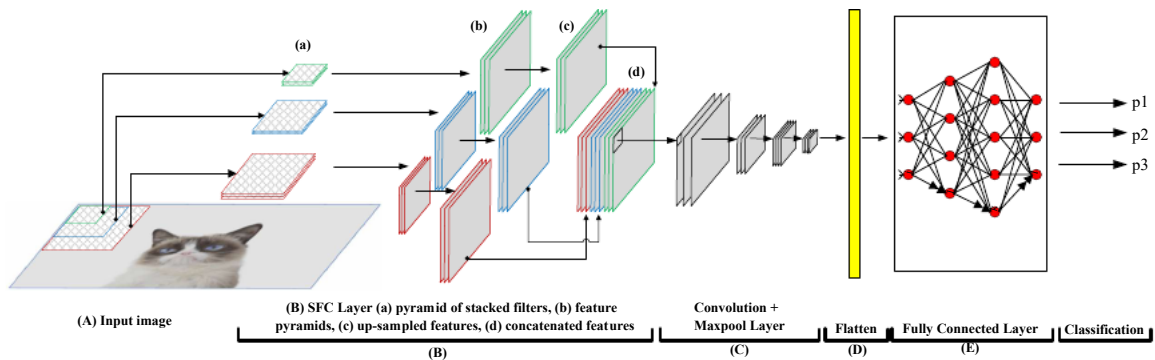 (a)
(b)
(c)
(d)
p1
p2
p3
(A) Input image
(B) SFC Layer (a) pyramid of stacked filters, (b) feature
pyramids, (c) up-sampled features, (d) concatenated features
(B)
Convolution +
Maxpool Layer
(C)
Flatten
(D)
Fully Connected Layer
(E)
Classification